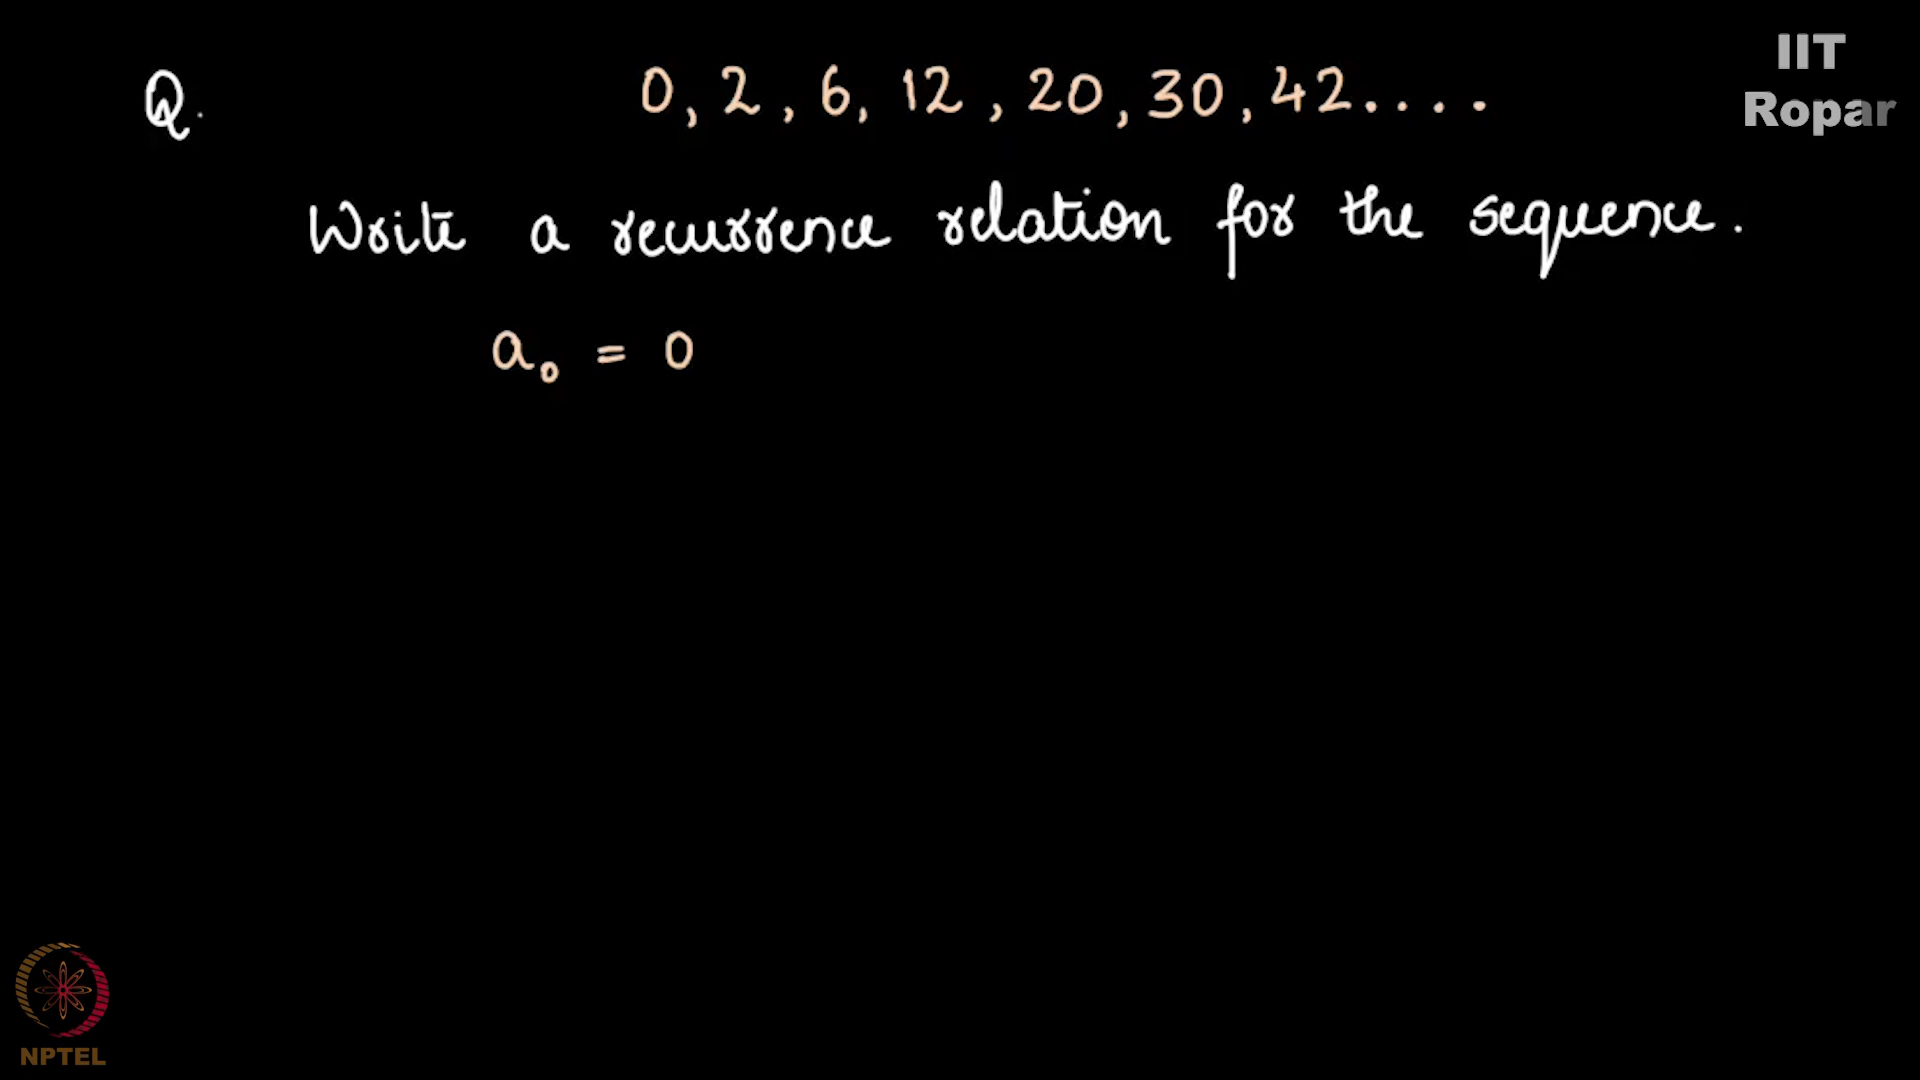 Q. 0, 2, 6, 12, 20, 30, 42....
IIT Ropar
Write a recurrence relation for the sequence.
a₀ = 0
NPTEL